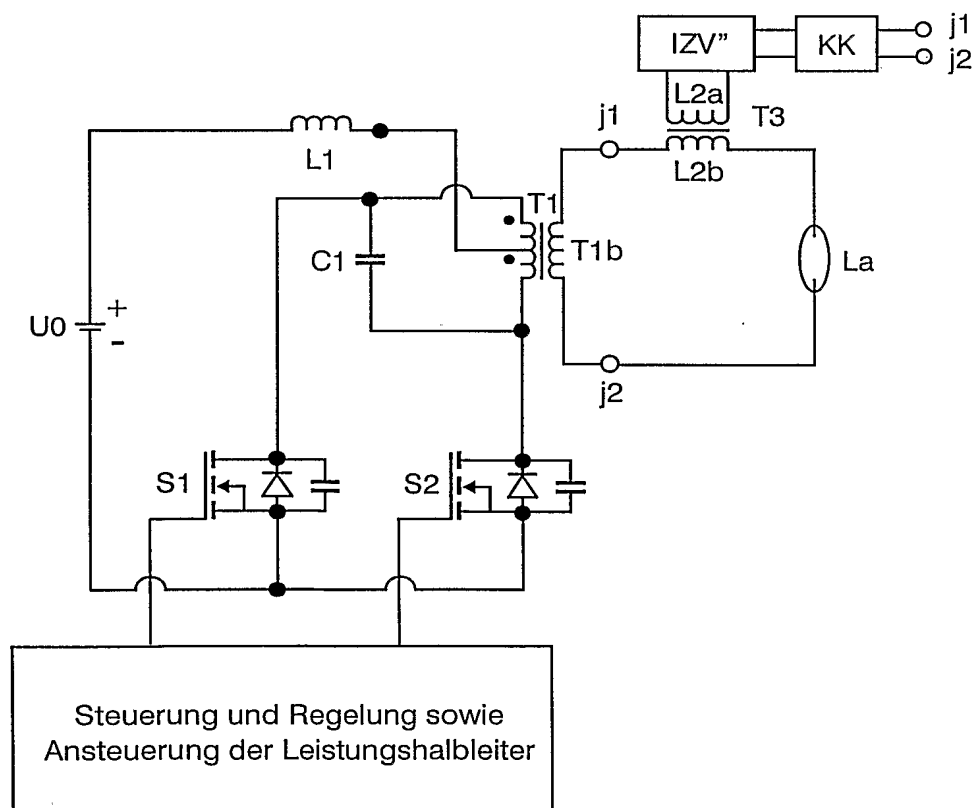 IZV”
KK
j1
j2
L2a
T3
j1
L2b
L1
T1
T1b
C1
La
U0
+
-
j2
S1
S2
Steuerung und Regelung sowie
Ansteuerung der Leistungshalbleiter